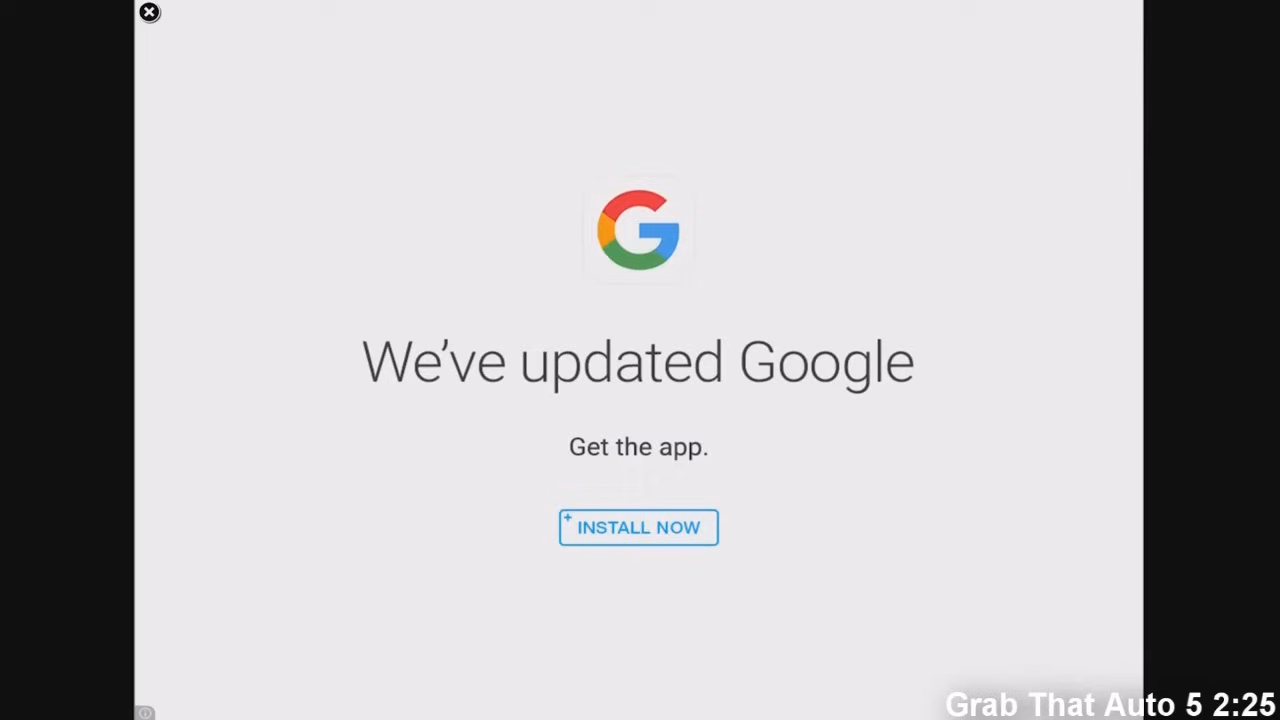 We've updated Google
Get the app.
INSTALL NOW
Grab That Auto 5 2:25